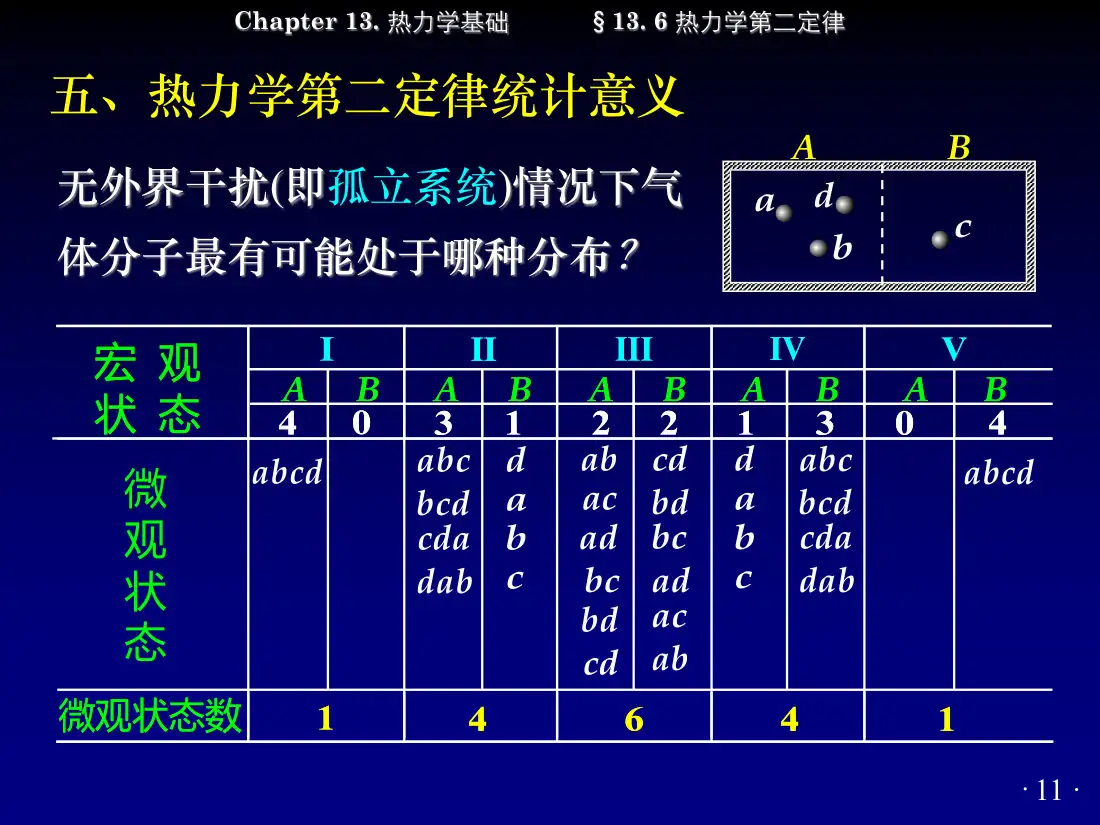 Chapter 13. 热力学基础 §13. 6 热力学第二定律
五、热力学第二定律统计意义
无外界干扰(即孤立系统)情况下气
体分子最有可能处于哪种分布？
A B
a d b c
宏观状态 I II III IV V
A B A B A B A B A B
4 0 3 1 2 2 1 3 0 4
微观状态
abcd abc d ab cd d abc abcd
bcd a ac bd a bcd
cda b ad bc b cda
dab c bc ad c dab
bd ac
cd ab
微观状态数 1 4 6 4 1
· 11 ·